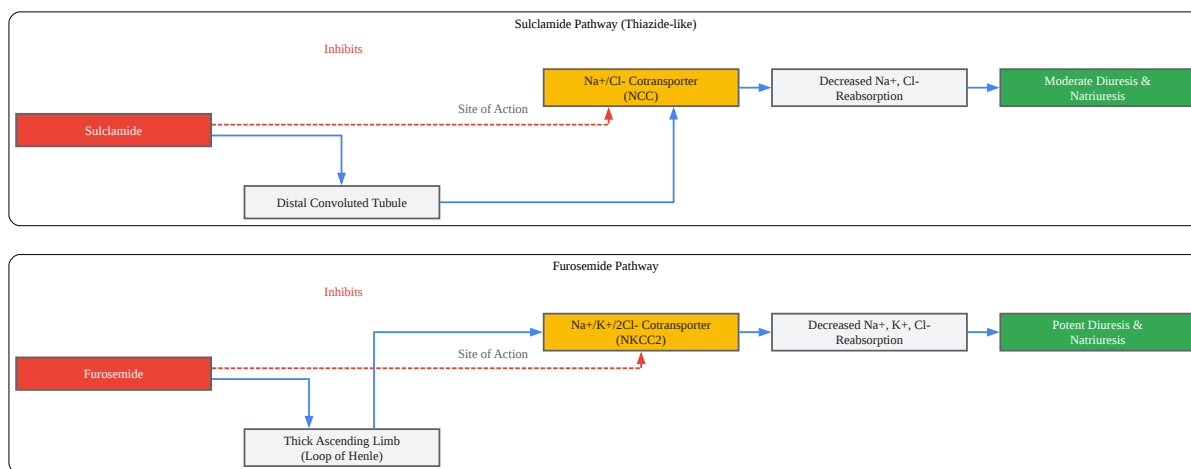 Sulclamide Pathway (Thiazide-like)
Inhibits
Na+/Cl- Cotransporter
(NCC)
Decreased Na+, Cl-
Reabsorption
Moderate Diuresis &
Natriuresis
Site of Action
Sulclamide
Distal Convoluted Tubule
Furosemide Pathway
Inhibits
Na+/K+/2Cl- Cotransporter
(NKCC2)
Decreased Na+, K+, Cl-
Reabsorption
Potent Diuresis &
Natriuresis
Site of Action
Furosemide
Thick Ascending Limb
(Loop of Henle)